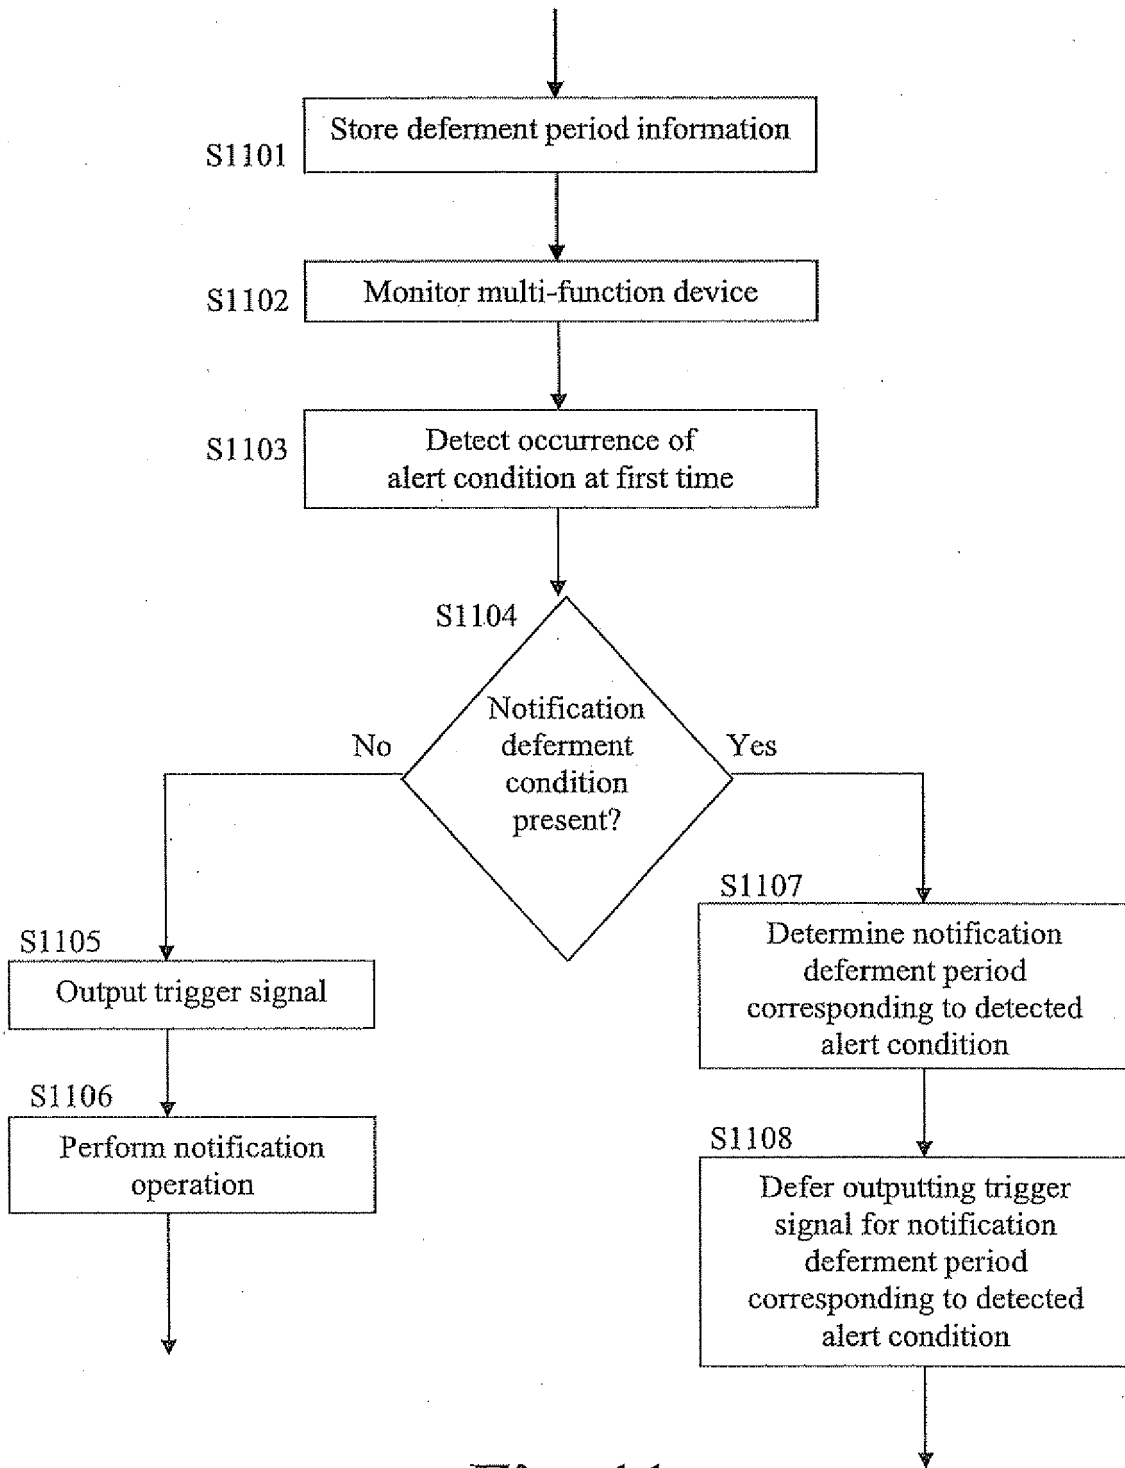 Store deferment period information
S1101
Monitor multi-function device
S1102
Detect occurrence of
alert condition at first time
S1103
S1104
Notification
deferment
condition
present?
No
Yes
S1105
Output trigger signal
S1106
Perform notification
operation
S1107
Determine notification
deferment period
corresponding to detected
alert condition
S1108
Defer outputting trigger
signal for notification
deferment period
corresponding to detected
alert condition